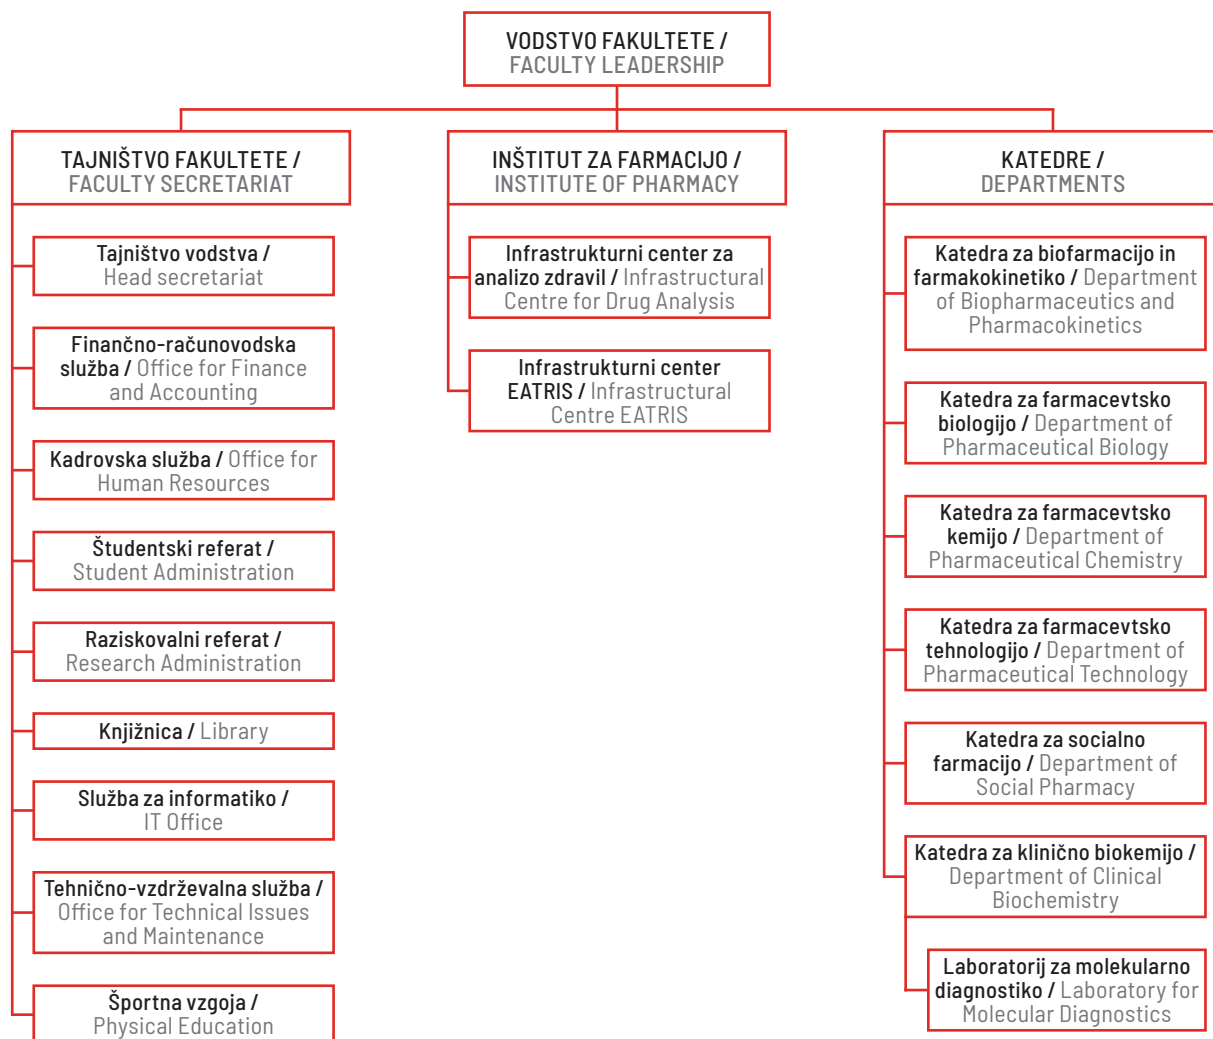 VODSTVO FAKULTETE /
FACULTY LEADERSHIP
TAJNIŠTVO FAKULTETE /
FACULTY SECRETARIAT
Tajništvo vodstva /
Head secretariat
Finančno-računovodska
služba / Office for Finance
and Accounting
Kadrovska služba / Office for
Human Resources
Študentski referat /
Student Administration
Raziskovalni referat /
Research Administration
Knjižnica / Library
Služba za informatiko /
IT Office
Tehnično-vzdrževalna služba /
Office for Technical Issues
and Maintenance
Športna vzgoja /
Physical Education
INŠTITUT ZA FARMACIJO /
INSTITUTE OF PHARMACY
Infrastrukturni center za
analizo zdravil / Infrastructural
Centre for Drug Analysis
Infrastrukturni center
EATRIS / Infrastructural
Centre EATRIS
KATEDRE /
DEPARTMENTS
Katedra za biofarmacijo in
farmakokinetiko / Department
of Biopharmaceutics and
Pharmacokinetics
Katedra za farmacevtsko
biologijo / Department of
Pharmaceutical Biology
Katedra za farmacevtsko
kemijo / Department of
Pharmaceutical Chemistry
Katedra za farmacevtsko
tehnologijo / Department of
Pharmaceutical Technology
Katedra za socialno
farmacijo / Department of
Social Pharmacy
Katedra za klinično biokemijo /
Department of Clinical
Biochemistry
Laboratorij za molekularno
diagnostiko / Laboratory for
Molecular Diagnostics